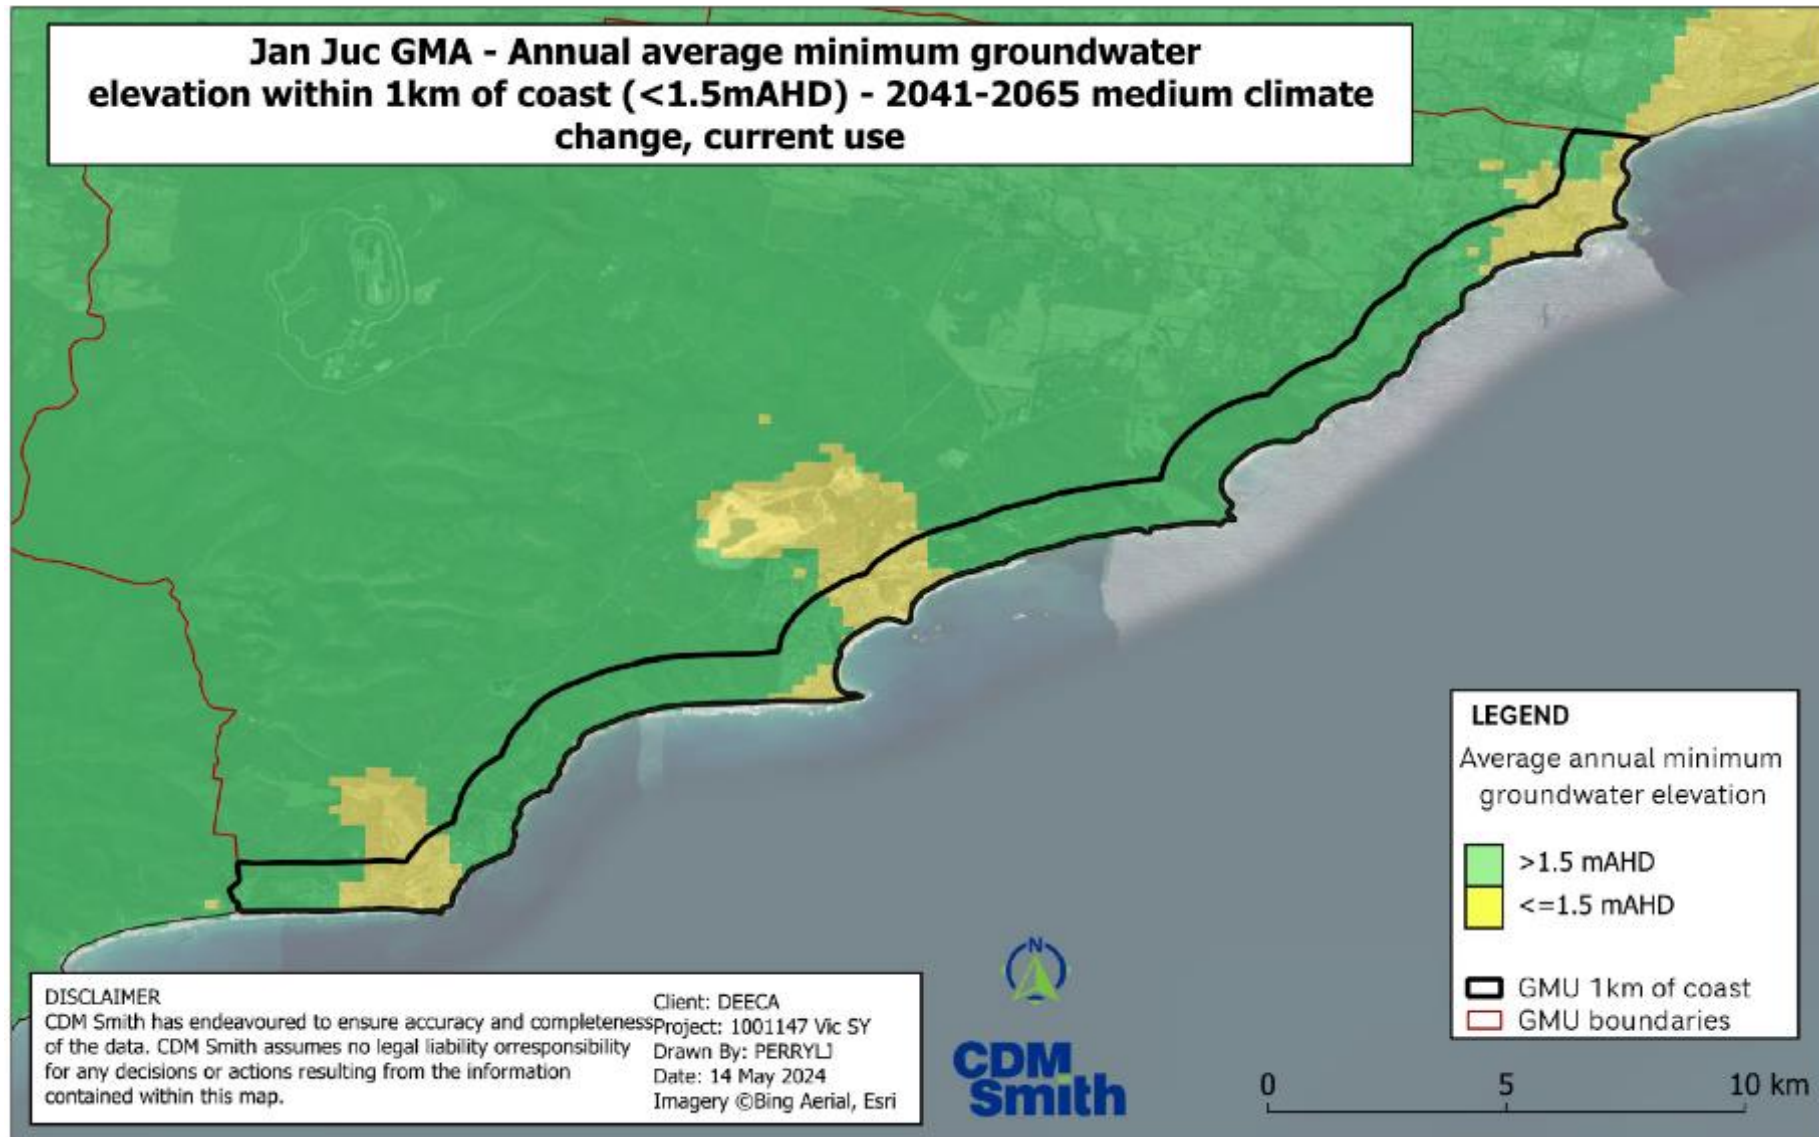 Jan Juc GMA - Annual average minimum groundwater
elevation within 1km of coast (<1.5mAHD) - 2041-2065 medium climate
change, current use
LEGEND
Average annual minimum
groundwater elevation
>1.5 mAHD
<=1.5 mAHD
GMU 1km of coast
GMU boundaries
DISCLAIMER
CDM Smith has endeavoured to ensure accuracy and completeness
of the data. CDM Smith assumes no legal liability orresponsibility
for any decisions or actions resulting from the information
contained within this map.
Client: DEECA
Project: 1001147 Vic SY
Drawn By: PERRYLJ
Date: 14 May 2024
Imagery ©Bing Aerial, Esri
N
CDM
Smith
0 5 10 km